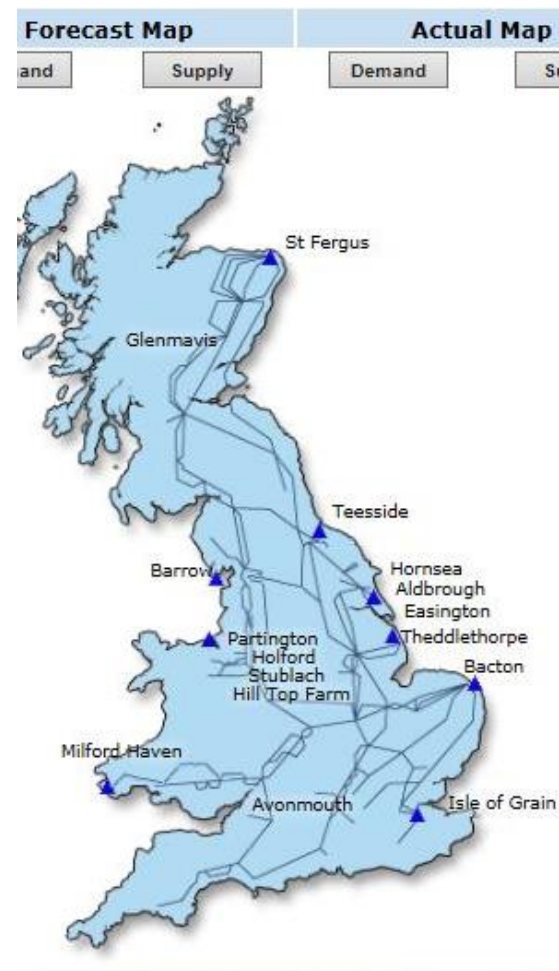 Forecast Map
Actual Map
and
Supply
Demand
Su
St Fergus
Glenmavis
Teesside
Barrow
Hornsea
Aldbrough
Easington
Partington
Theddlethorpe
Holford
Stublach
Bacton
Hill Top Farm
Milford Haven
Avonmouth
Isle of Grain